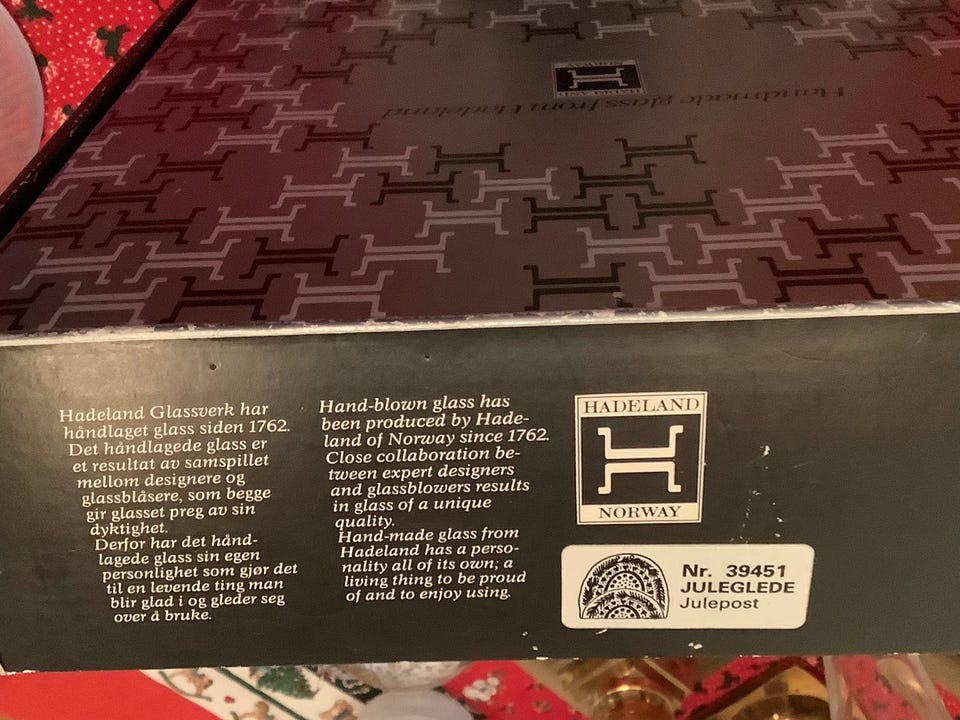 HADELAND
NORWAY
Handmade glass from Hadeland
Hadeland Glassverk har
håndlaget glass siden 1762.
Det håndlagede glass er
et resultat av samspillet
mellom designere og
glassblåsere, som begge
gir glasset preg av sin
dyktighet.
Derfor har det hånd-
lagede glass sin egen
personlighet som gjør det
til en levende ting man
blir glad i og gleder seg
over å bruke.
Hand-blown glass has
been produced by Hade-
land of Norway since 1762.
Close collaboration be-
tween expert designers
and glassblowers results
in glass of a unique
quality.
Hand-made glass from
Hadeland has a perso-
nality all of its own; a
living thing to be proud
of and to enjoy using.
HADELAND
NORWAY
Nr. 39451
JULEGLEDE
Julepost